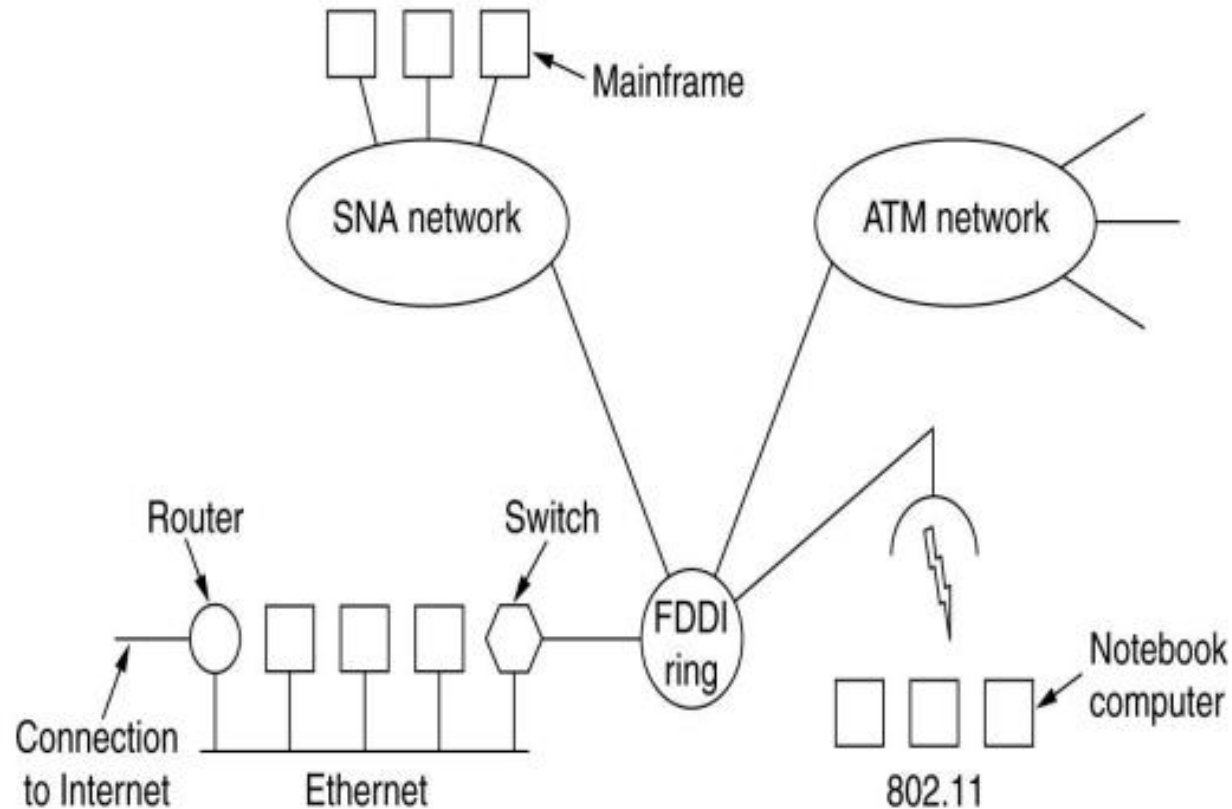 Mainframe
SNA network
ATM network
Router
Switch
FDDI
ring
Notebook
computer
Connection
to Internet
Ethernet
802.11